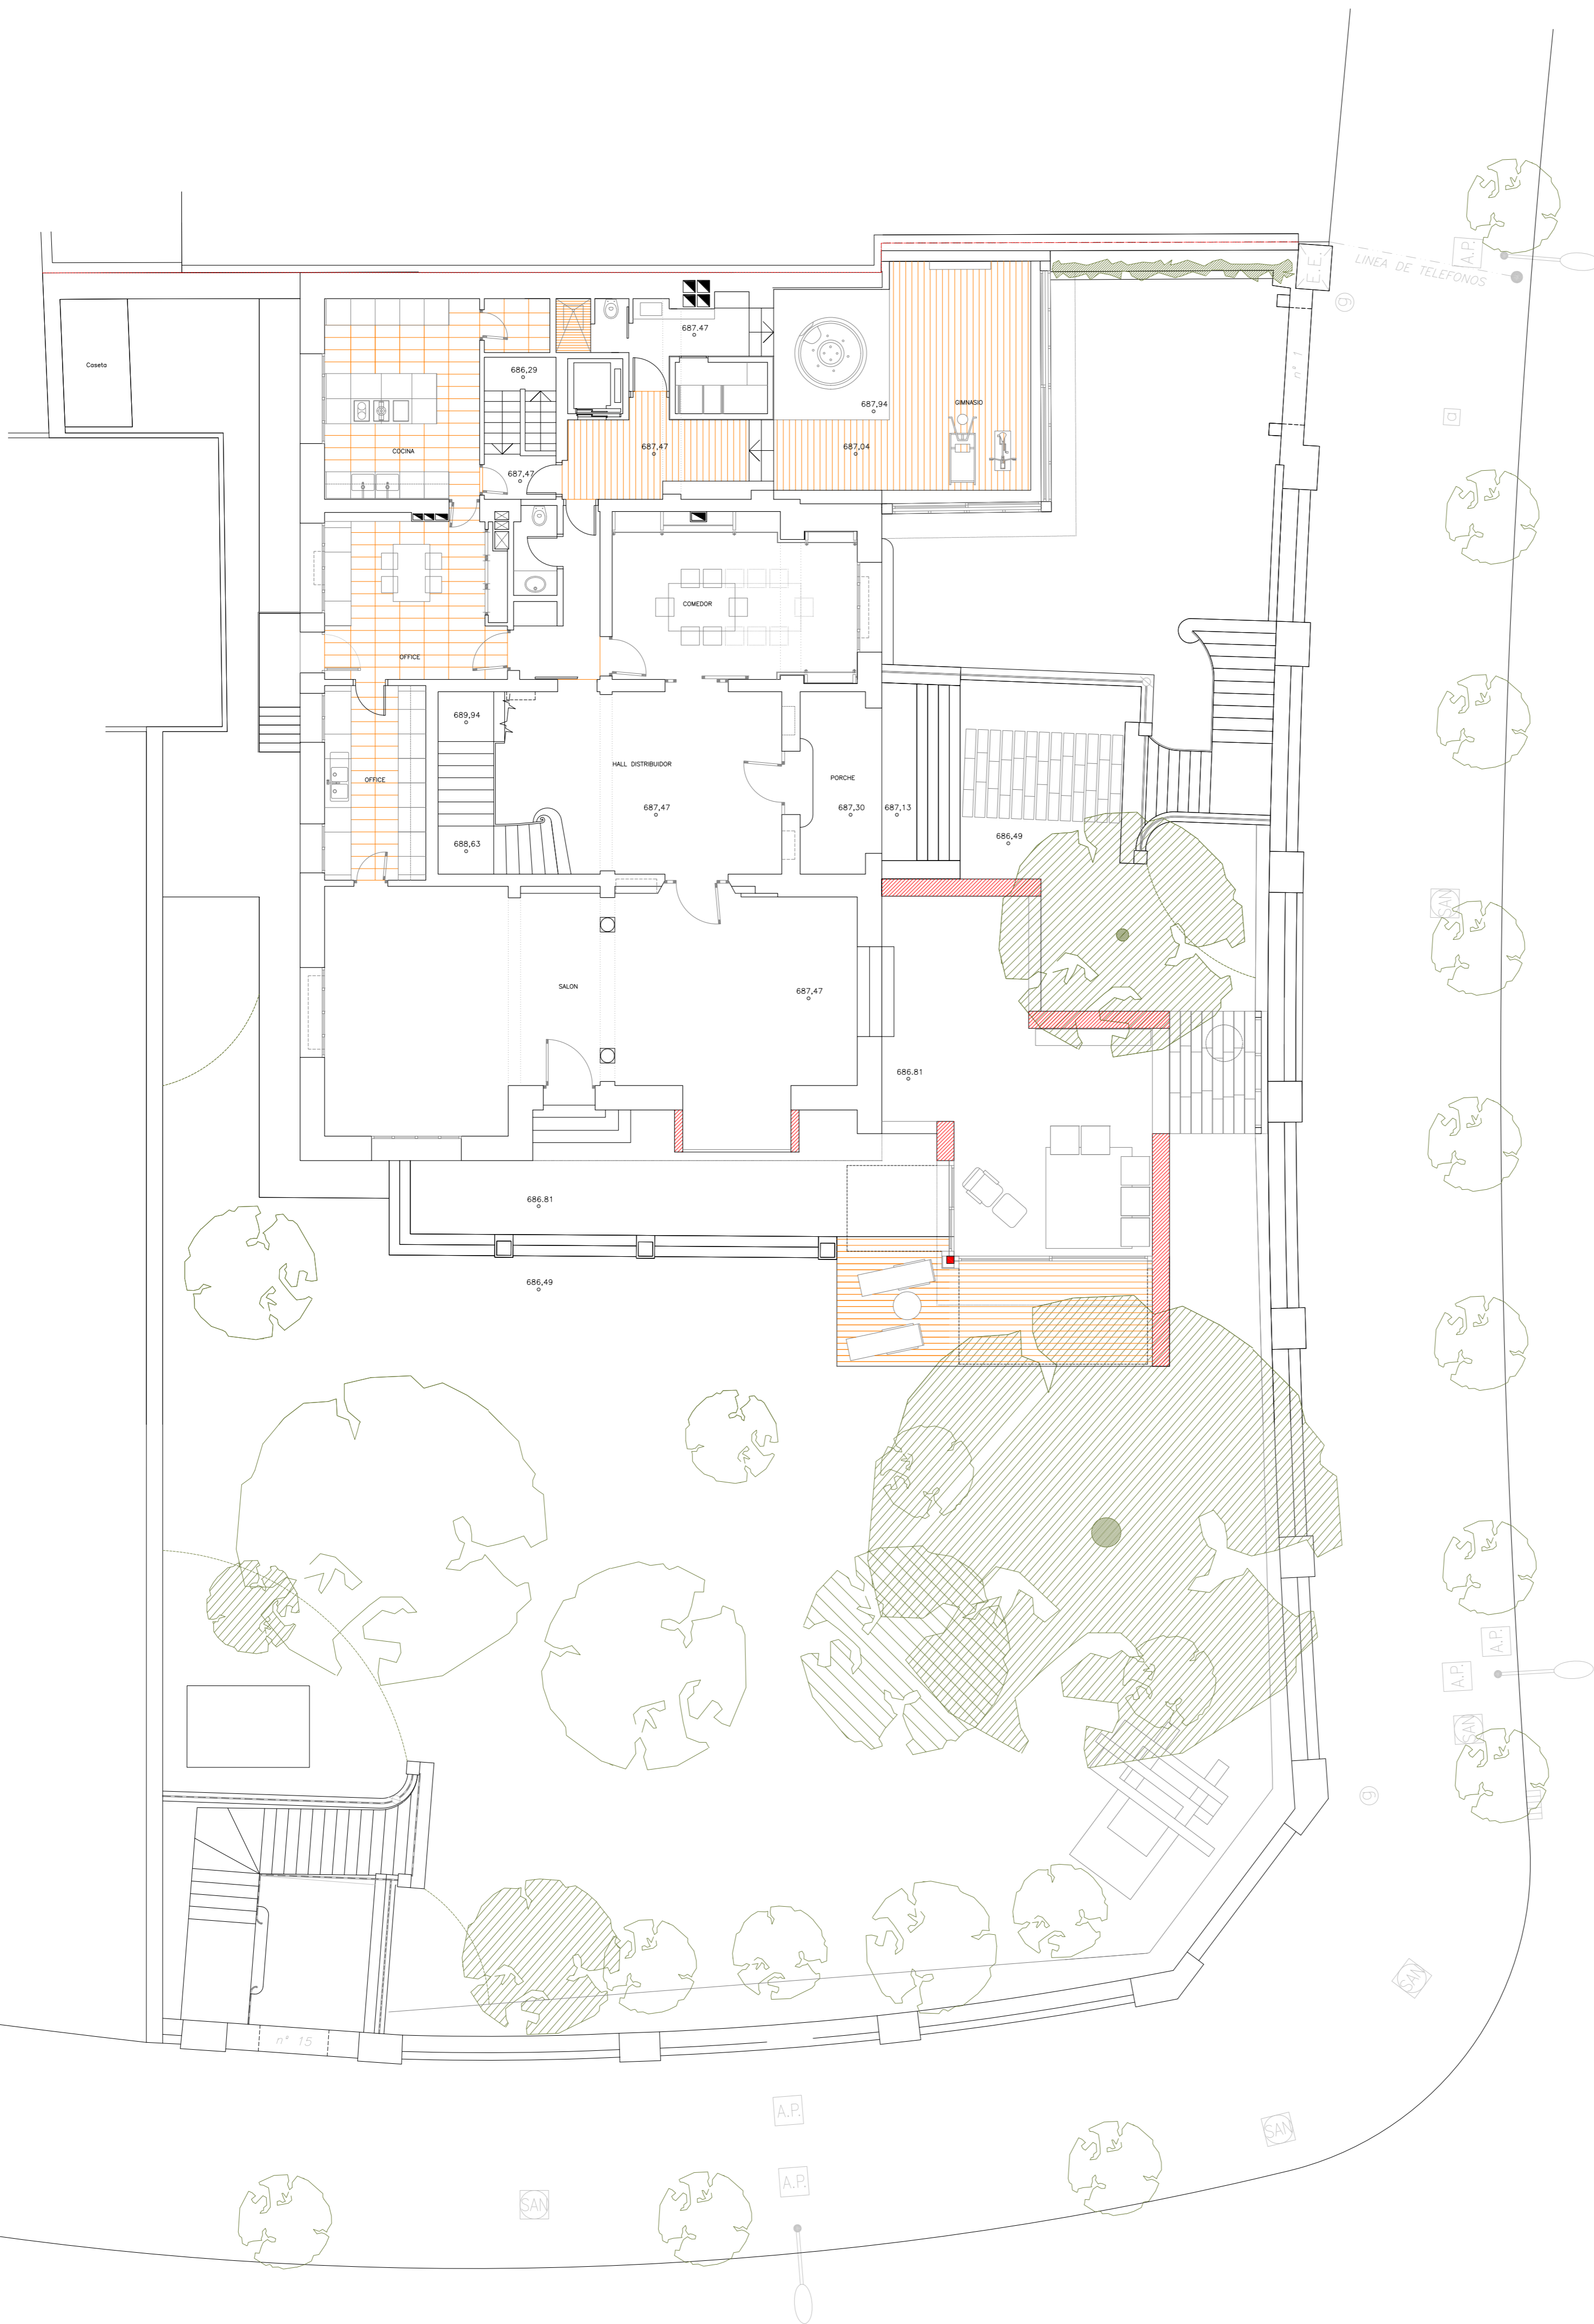 A.P.
E.E.
LINEA DE TELEFONOS
g
687,47
Caseta
686,29
nº 1
687,94
GIMNASIO
a
COCINA
687,47
687,04
687,47
COMEDOR
OFFICE
689,94
HALL DISTRIBUIDOR
OFFICE
PORCHE
687,47
687,30
687,13
686,49
688,63
SAN
SALON
687,47
686.81
686.81
686,49
A.P.
A.P.
SAN
g
SAN
nº 15
A.P.
SAN
A.P.
SAN